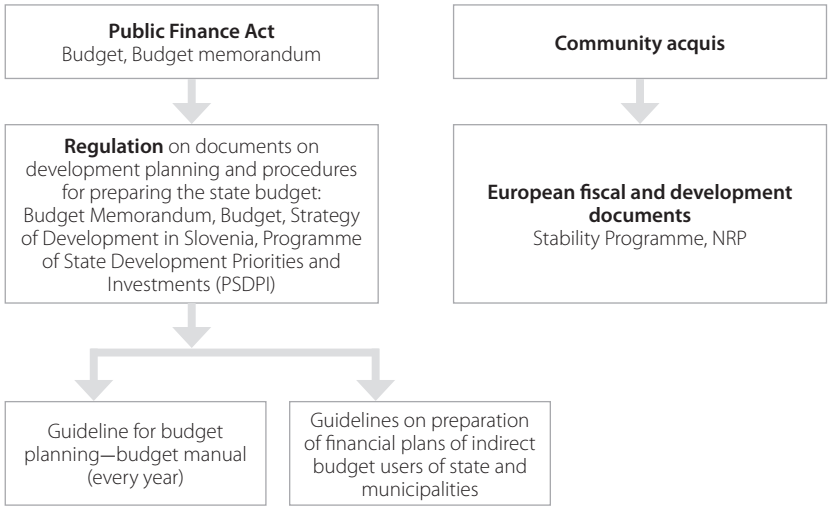 Public Finance Act
Budget, Budget memorandum
Community acquis
Regulation on documents on
development planning and procedures
for preparing the state budget:
Budget Memorandum, Budget, Strategy
of Development in Slovenia, Programme
of State Development Priorities and
Investments (PSDPI)
European fiscal and development
documents
Stability Programme, NRP
Guideline for budget
planning—budget manual
(every year)
Guidelines on preparation
of financial plans of indirect
budget users of state and
municipalities